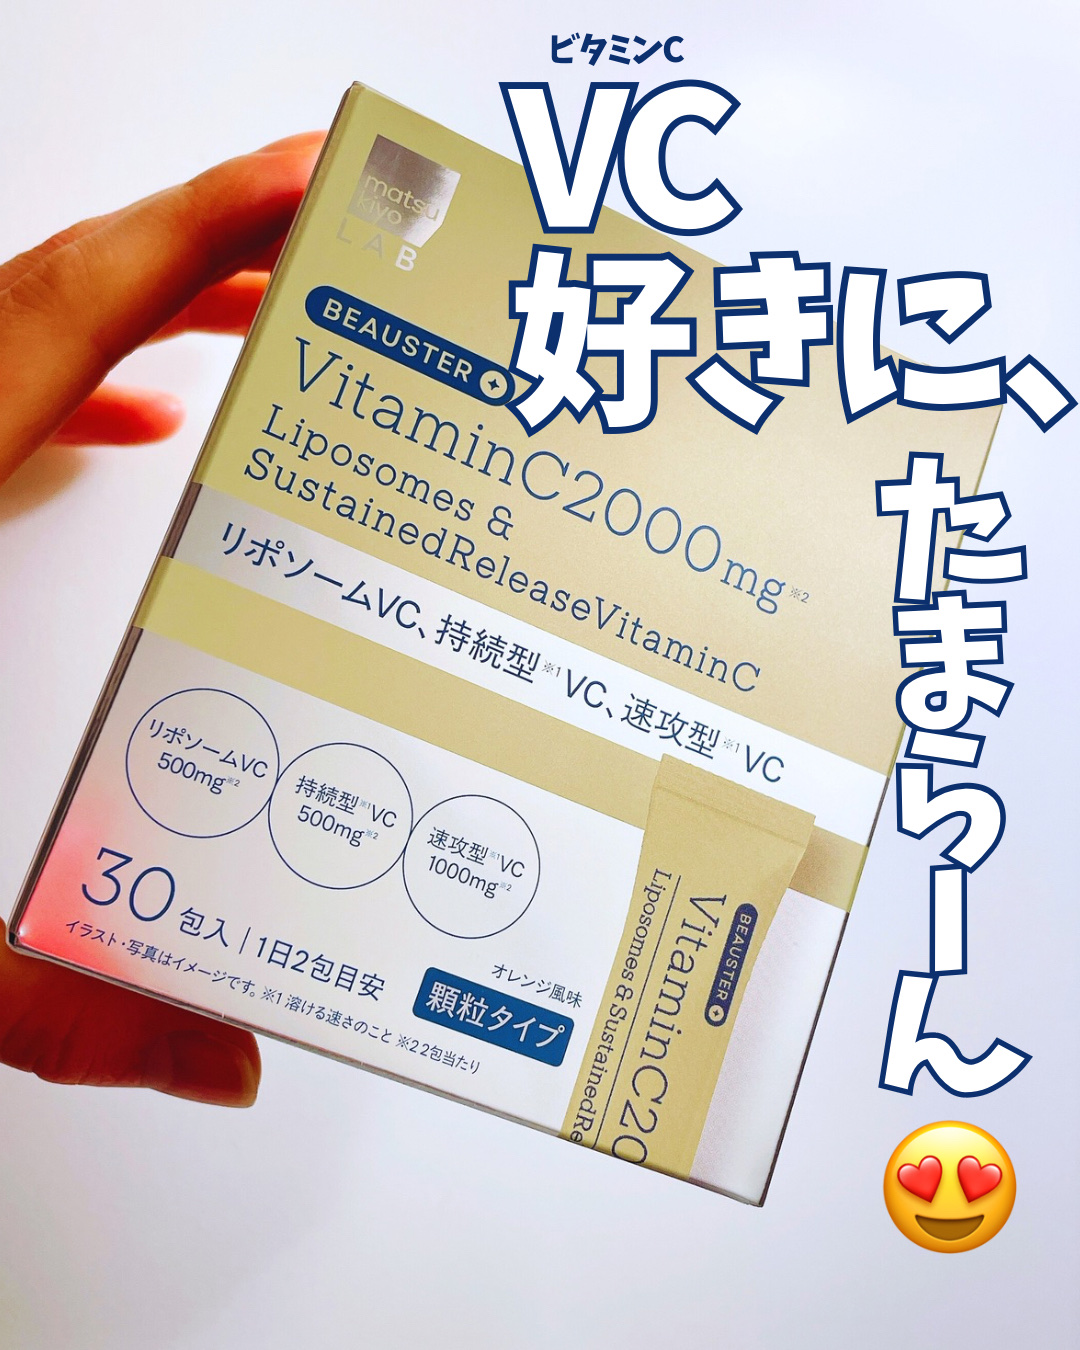 ビタミンC
VC
好きに、
たまらーん
matsu
kiyo
LAB
BEAUSTER
VitaminC2000mg※2
Liposomes &
SustainedReleaseVitaminC
リポソームVC、持続型※1VC、速攻型※1VC
リポソームVC
500mg※2
持続型※1VC
500mg※2
速攻型※1VC
1000mg※2
30包入｜1日2包目安
イラスト・写真はイメージです。※1 溶ける速さのこと ※2 2包当たり
オレンジ風味
顆粒タイプ
BEAUSTER
VitaminC20
Liposomes & SustainedRe